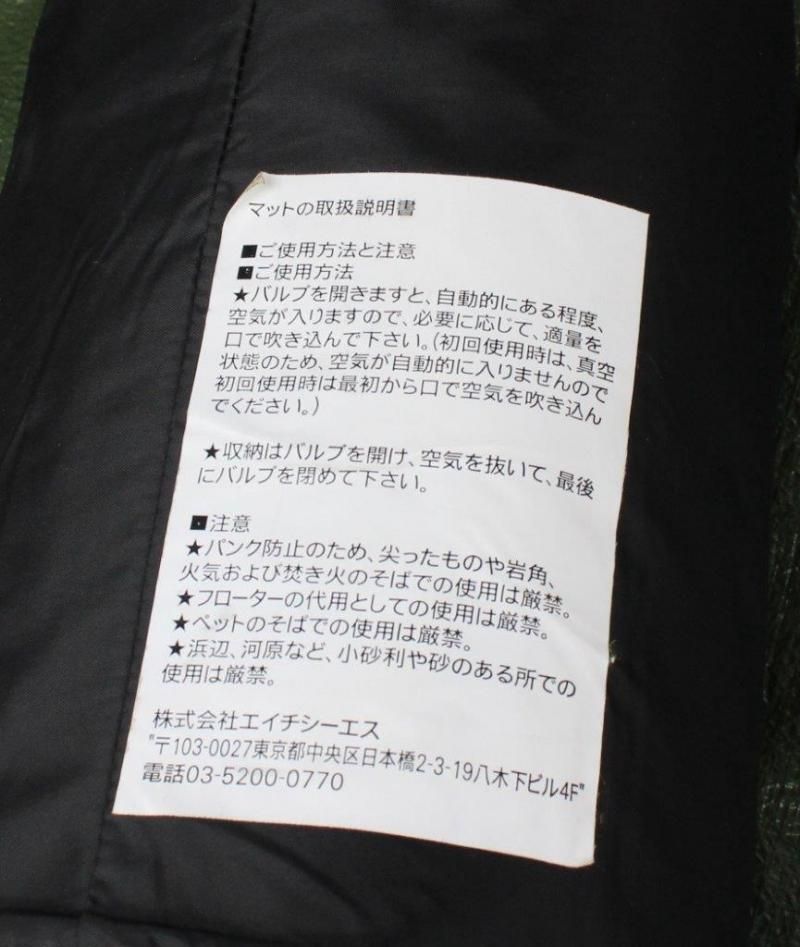 マットの取扱説明書
■ご使用方法と注意
■ご使用方法
★バルブを開きますと、自動的にある程度、
空気が入りますので、必要に応じて、適量を
口で吹き込んで下さい。(初回使用時は、真空
状態のため、空気が自動的に入りませんので
初回使用時は最初から口で空気を吹き込ん
でください。)
★収納はバルブを開け、空気を抜いて、最後
にバルブを閉めて下さい。
■注意
★パンク防止のため、尖ったものや岩角、
火気および焚き火のそばでの使用は厳禁。
★フローターの代用としての使用は厳禁。
★ペットのそばでの使用は厳禁。
★浜辺、河原など、小砂利や砂のある所での
使用は厳禁。
株式会社エイチシーエス
"〒103-0027東京都中央区日本橋2-3-19八木下ビル4F"
電話03-5200-0770